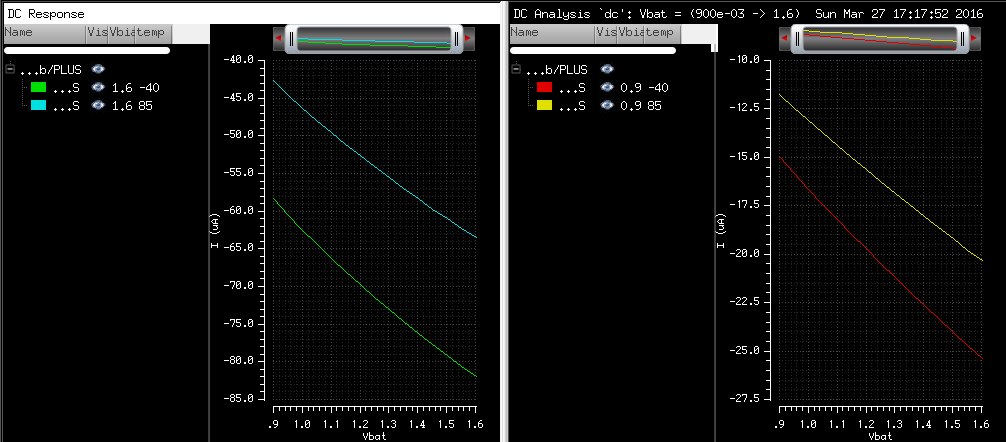 DC Response
Name Vis Vbia temp
...b/PLUS
...S 1.6 -40
...S 1.6 85
-40.0
-45.0
-50.0
-55.0
-60.0
-65.0
-70.0
-75.0
-80.0
-85.0
I (uA)
.9 1.0 1.1 1.2 1.3 1.4 1.5 1.6
Vbat
DC Analysis `dc': Vbat = (900e-03 -> 1.6) Sun Mar 27 17:17:52 2016
Name Vis Vbia temp
...b/PLUS
...S 0.9 -40
...S 0.9 85
-10.0
-12.5
-15.0
-17.5
-20.0
-22.5
-25.0
-27.5
I (uA)
.9 1.0 1.1 1.2 1.3 1.4 1.5 1.6
Vbat